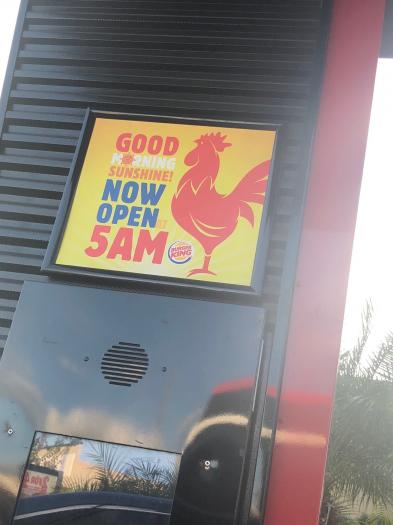 GOOD
MORNING
SUNSHINE!
NOW
OPEN AT
5AM
BURGER
KING